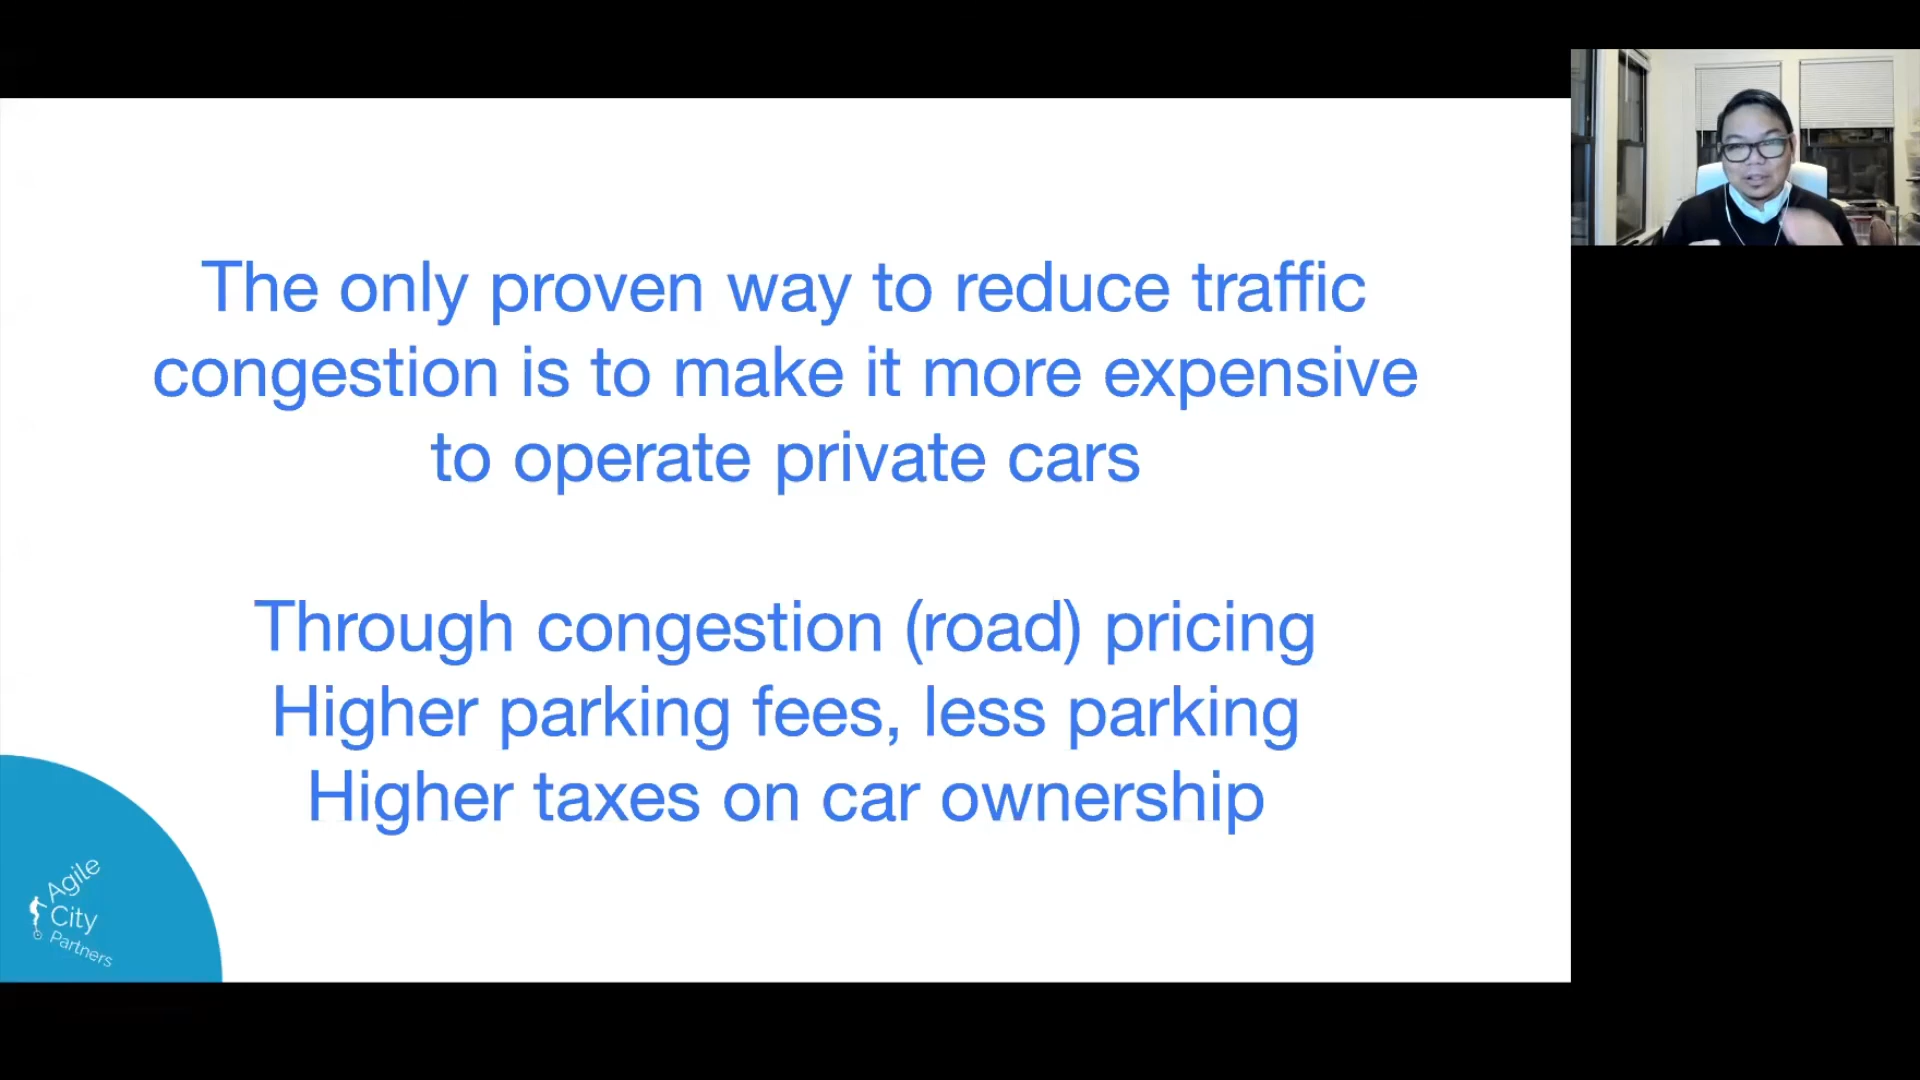 The only proven way to reduce traffic
congestion is to make it more expensive
to operate private cars
Through congestion (road) pricing
Higher parking fees, less parking
Higher taxes on car ownership
Agile
City
Partners